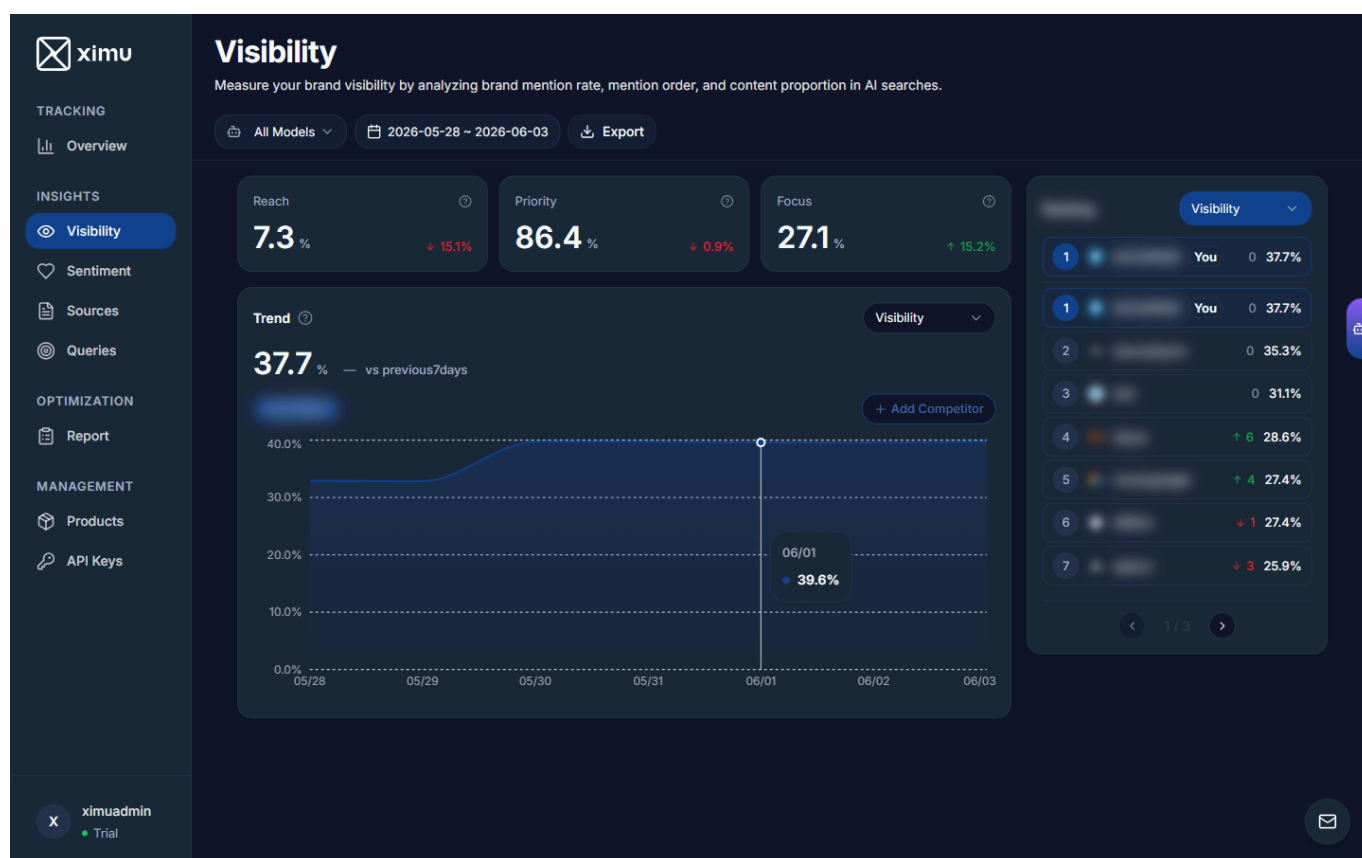 ximu
TRACKING
Overview
INSIGHTS
Visibility
Sentiment
Sources
Queries
OPTIMIZATION
Report
MANAGEMENT
Products
API Keys
X
ximuadmin
Trial
Visibility
Measure your brand visibility by analyzing brand mention rate, mention order, and content proportion in AI searches.
All Models
2026-05-28 ~ 2026-06-03
Export
Reach
7.3 %
↓ 15.1%
Priority
86.4 %
↓ 0.9%
Focus
27.1 %
↑ 15.2%
Trend
Visibility
37.7 % — vs previous7days
+ Add Competitor
40.0%
30.0%
20.0%
10.0%
0.0%
05/28 05/29 05/30 05/31 06/01 06/02 06/03
06/01
39.6%
Visibility
1 You 0 37.7%
1 You 0 37.7%
2 0 35.3%
3 0 31.1%
4 ↑ 6 28.6%
5 ↑ 4 27.4%
6 ↓ 1 27.4%
7 ↓ 3 25.9%
1 / 3